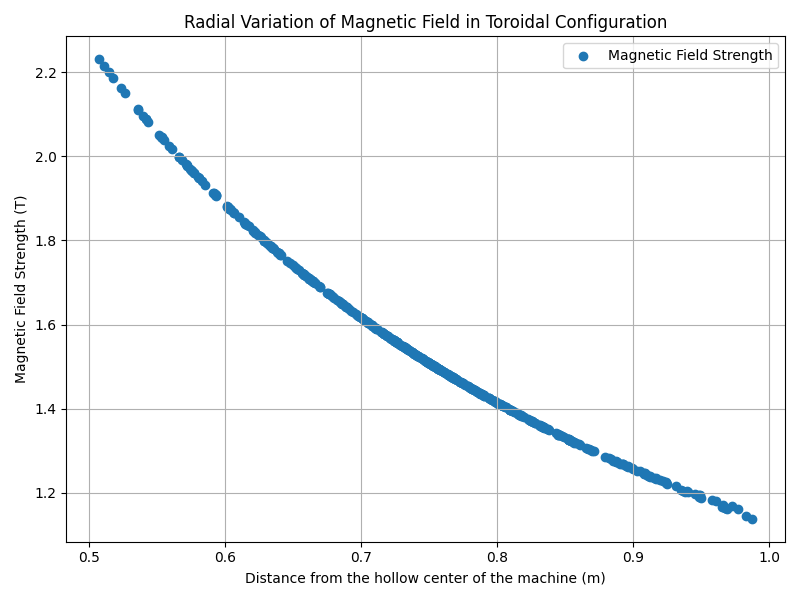 Radial Variation of Magnetic Field in Toroidal Configuration
Magnetic Field Strength
2.2
2.0
1.8
1.6
1.4
1.2
Magnetic Field Strength (T)
0.5 0.6 0.7 0.8 0.9 1.0
Distance from the hollow center of the machine (m)